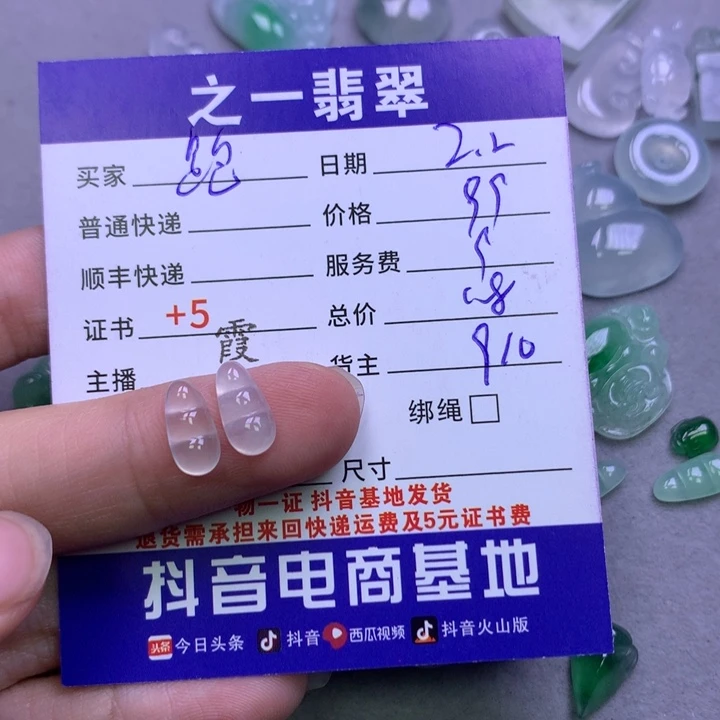 之一翡翠
买家 鲍 日期 2.2
普通快递 价格 95
顺丰快递 服务费 5
证书 +5 总价
主播 霞 货主 910
绑绳
尺寸
物一证 抖音基地发货
退货需承担来回快递运费及5元证书费
抖音电商基地
头条 今日头条 抖音 西瓜视频 抖音火山版